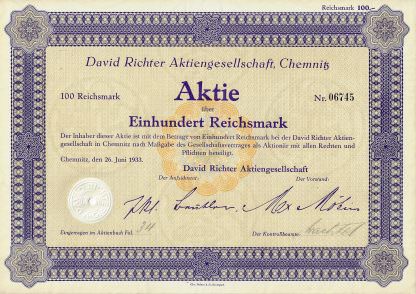 Reichsmark 100,-
David Richter Aktiengesellschaft, Chemnitz
100 Reichsmark
Aktie
Nr. 06745
über
Einhundert Reichsmark
Der Inhaber dieser Aktie ist mit dem Betrage von Einhundert Reichsmark bei der David Richter Aktien-
gesellschaft in Chemnitz nach Maßgabe des Gesellschaftsvertrages als Aktionär mit allen Rechten und
Pflichten beteiligt.
Chemnitz, den 26. Juni 1933.
David Richter Aktiengesellschaft
Der Aufsichtsrat:
Der Vorstand:
Eingetragen im Aktienbuch Fol. 34
Der Kontrollbeamte: